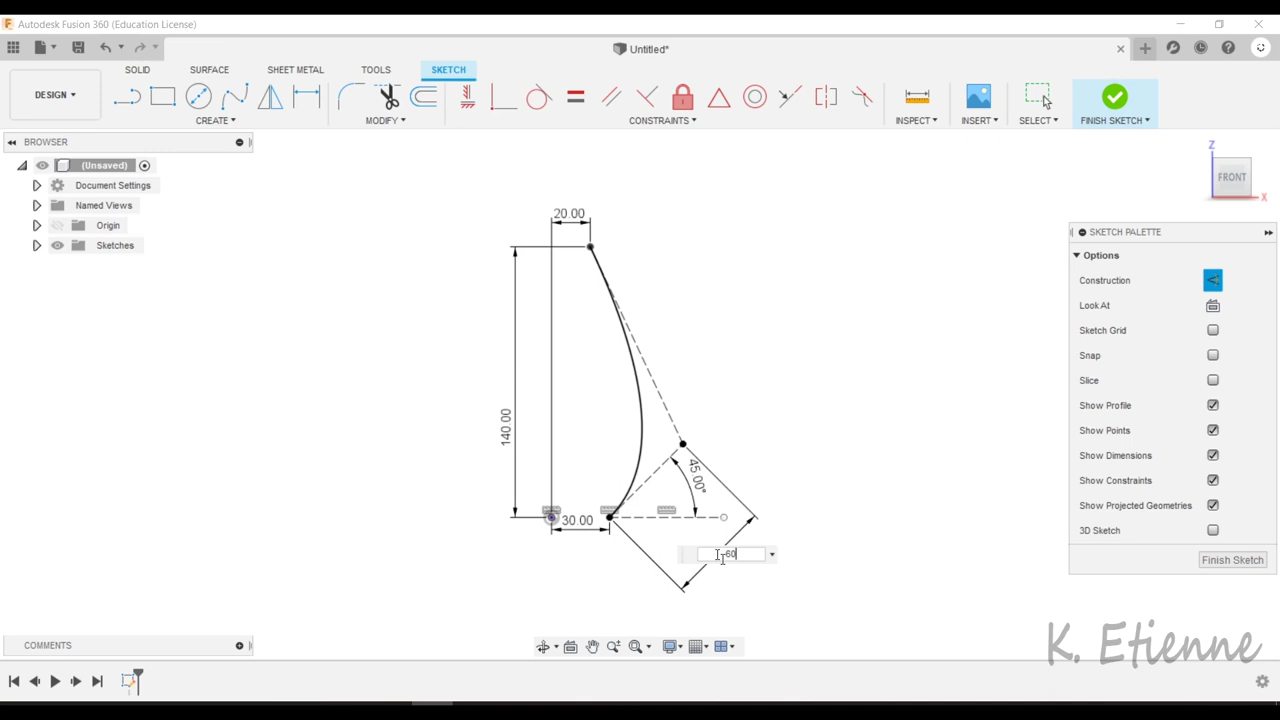 Autodesk Fusion 360 (Education License)
Untitled*
SOLID
SURFACE
SHEET METAL
TOOLS
SKETCH
DESIGN
CREATE
MODIFY
CONSTRAINTS
INSPECT
INSERT
SELECT
FINISH SKETCH
BROWSER
(Unsaved)
Document Settings
Named Views
Origin
Sketches
Z
FRONT
X
20.00
140.00
45.00°
30.00
60
SKETCH PALETTE
Options
Construction
Look At
Sketch Grid
Snap
Slice
Show Profile
Show Points
Show Dimensions
Show Constraints
Show Projected Geometries
3D Sketch
Finish Sketch
COMMENTS
K. Etienne